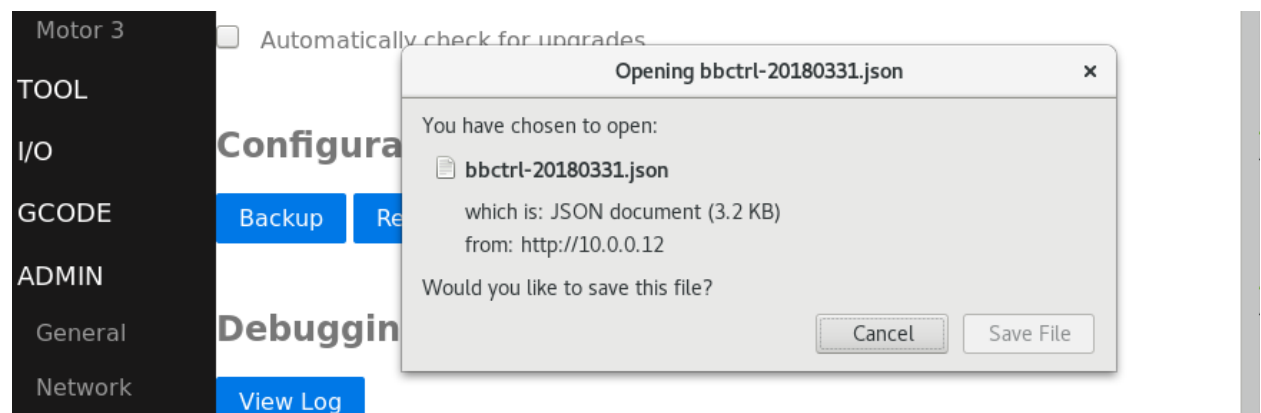 Motor 3
TOOL
I/O
GCODE
ADMIN
General
Network
Automatically check for upgrades
Configura
Backup
Re
Debuggin
View Log
Opening bbctrl-20180331.json
×
You have chosen to open:
bbctrl-20180331.json
which is: JSON document (3.2 KB)
from: http://10.0.0.12
Would you like to save this file?
Cancel
Save File